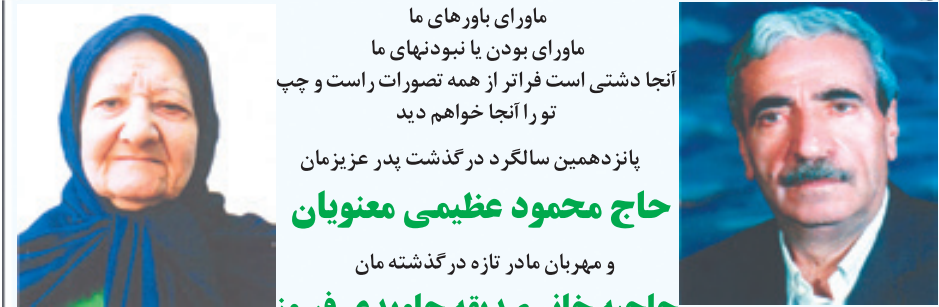 ماورای باورهای ما
ماورای بودن یا نبودنهای ما
آنجا دشتی است فراتر از همه تصورات راست و چپ
تو را آنجا خواهم دید
پانزدهمین سالگرد درگذشت پدر عزیزمان
حاج محمود عظیمی معنویان
و مهربان مادر تازه درگذشته مان